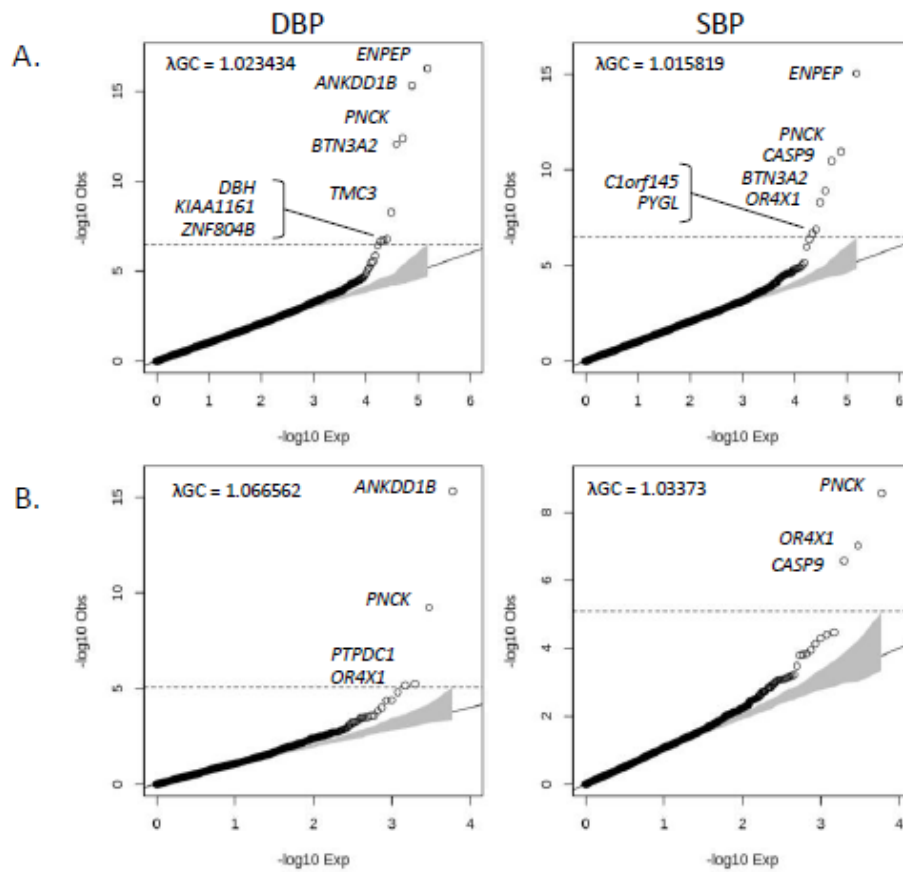 DBP
SBP
A.
λGC = 1.023434
ENPEP
ANKDD1B
PNCK
BTN3A2
TMC3
DBH
KIAA1161
ZNF804B
-log10 Obs
0
5
10
15
0 1 2 3 4 5 6
-log10 Exp
λGC = 1.015819
ENPEP
PNCK
CASP9
BTN3A2
OR4X1
C1orf145
PYGL
-log10 Obs
0
5
10
15
0 1 2 3 4 5 6
-log10 Exp
B.
λGC = 1.066562
ANKDD1B
PNCK
PTPDC1
OR4X1
-log10 Obs
0
5
10
15
0 1 2 3 4
-log10 Exp
λGC = 1.03373
PNCK
OR4X1
CASP9
-log10 Obs
0
2
4
6
8
0 1 2 3 4
-log10 Exp